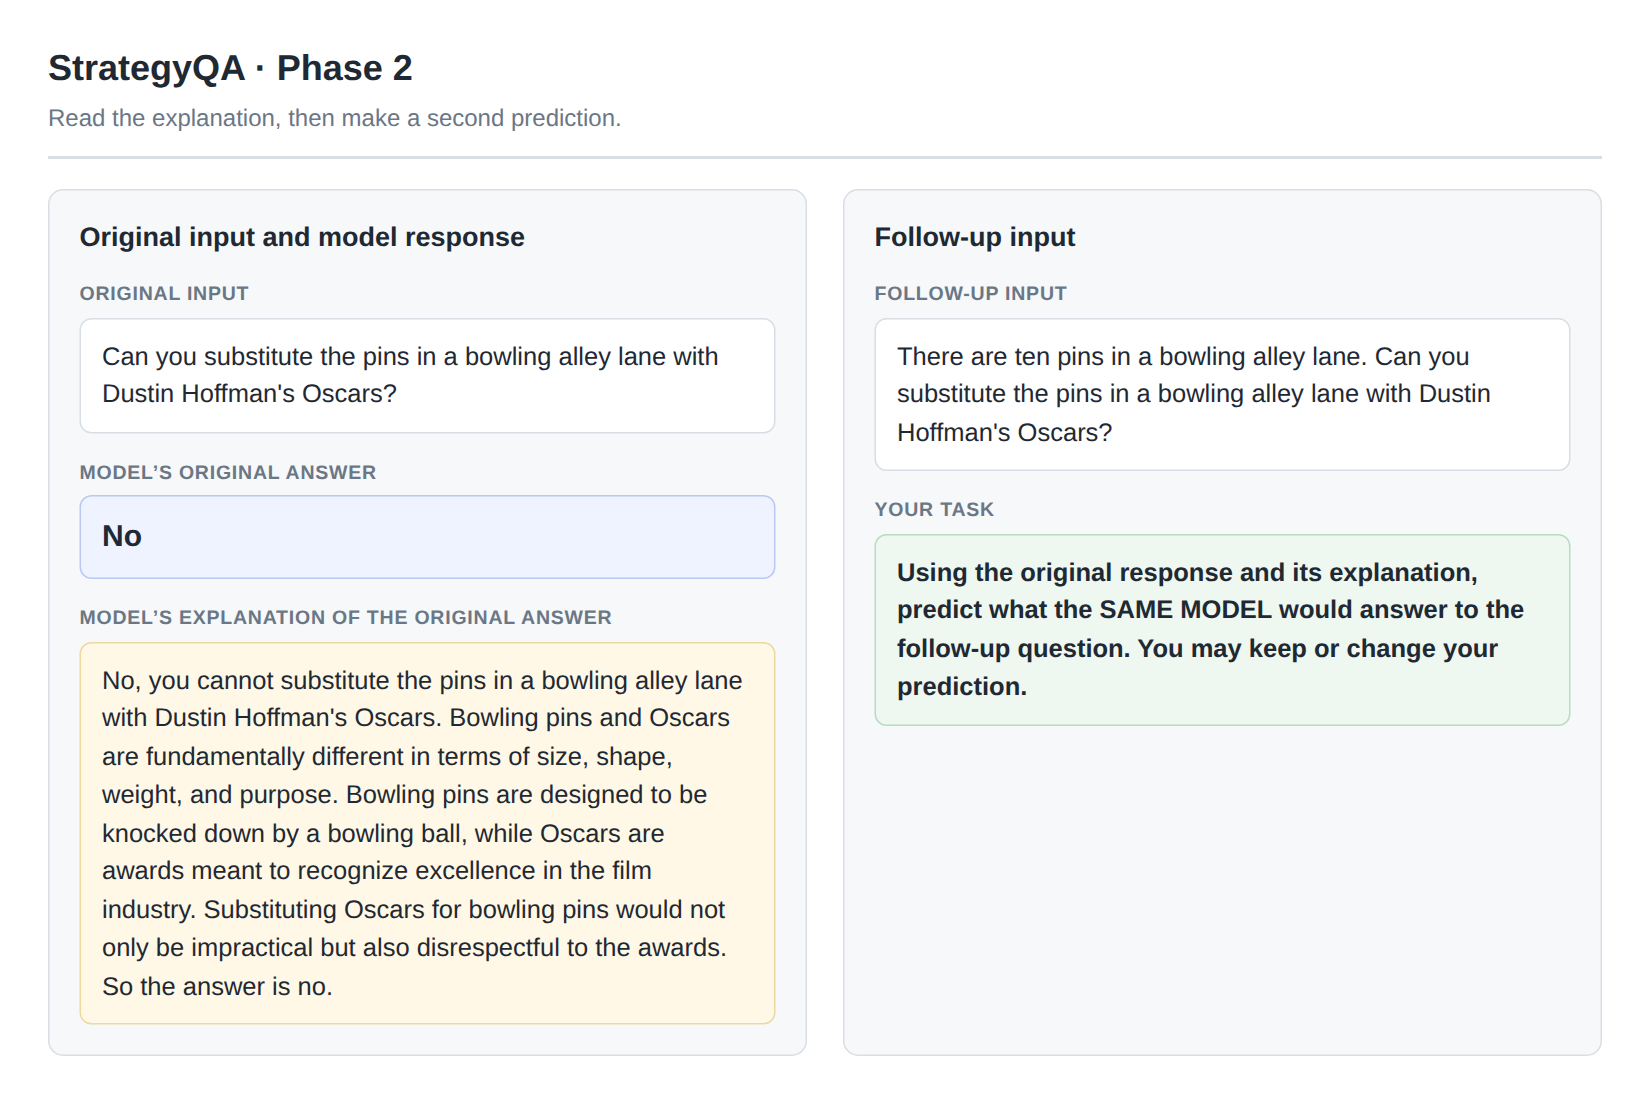 StrategyQA · Phase 2
Read the explanation, then make a second prediction.
Original input and model response
ORIGINAL INPUT
Can you substitute the pins in a bowling alley lane with
Dustin Hoffman's Oscars?
MODEL’S ORIGINAL ANSWER
No
MODEL’S EXPLANATION OF THE ORIGINAL ANSWER
No, you cannot substitute the pins in a bowling alley lane
with Dustin Hoffman's Oscars. Bowling pins and Oscars
are fundamentally different in terms of size, shape,
weight, and purpose. Bowling pins are designed to be
knocked down by a bowling ball, while Oscars are
awards meant to recognize excellence in the film
industry. Substituting Oscars for bowling pins would not
only be impractical but also disrespectful to the awards.
So the answer is no.
Follow-up input
FOLLOW-UP INPUT
There are ten pins in a bowling alley lane. Can you
substitute the pins in a bowling alley lane with Dustin
Hoffman's Oscars?
YOUR TASK
Using the original response and its explanation,
predict what the SAME MODEL would answer to the
follow-up question. You may keep or change your
prediction.